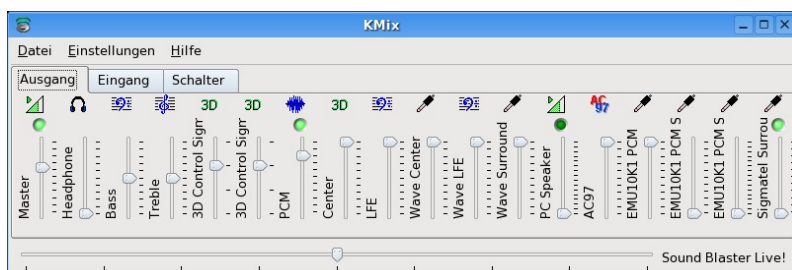 KMix
Datei Einstellungen Hilfe
Ausgang Eingang Schalter
3D 3D 3D AC97
Master
Headphone
Bass
Treble
3D Control Sigm
3D Control Sigm
PCM
Center
LFE
Wave Center
Wave LFE
Wave Surround
PC Speaker
AC97
EMU10K1 PCM
EMU10K1 PCM S
EMU10K1 PCM S
Sigmatel Surrou
Sound Blaster Live!